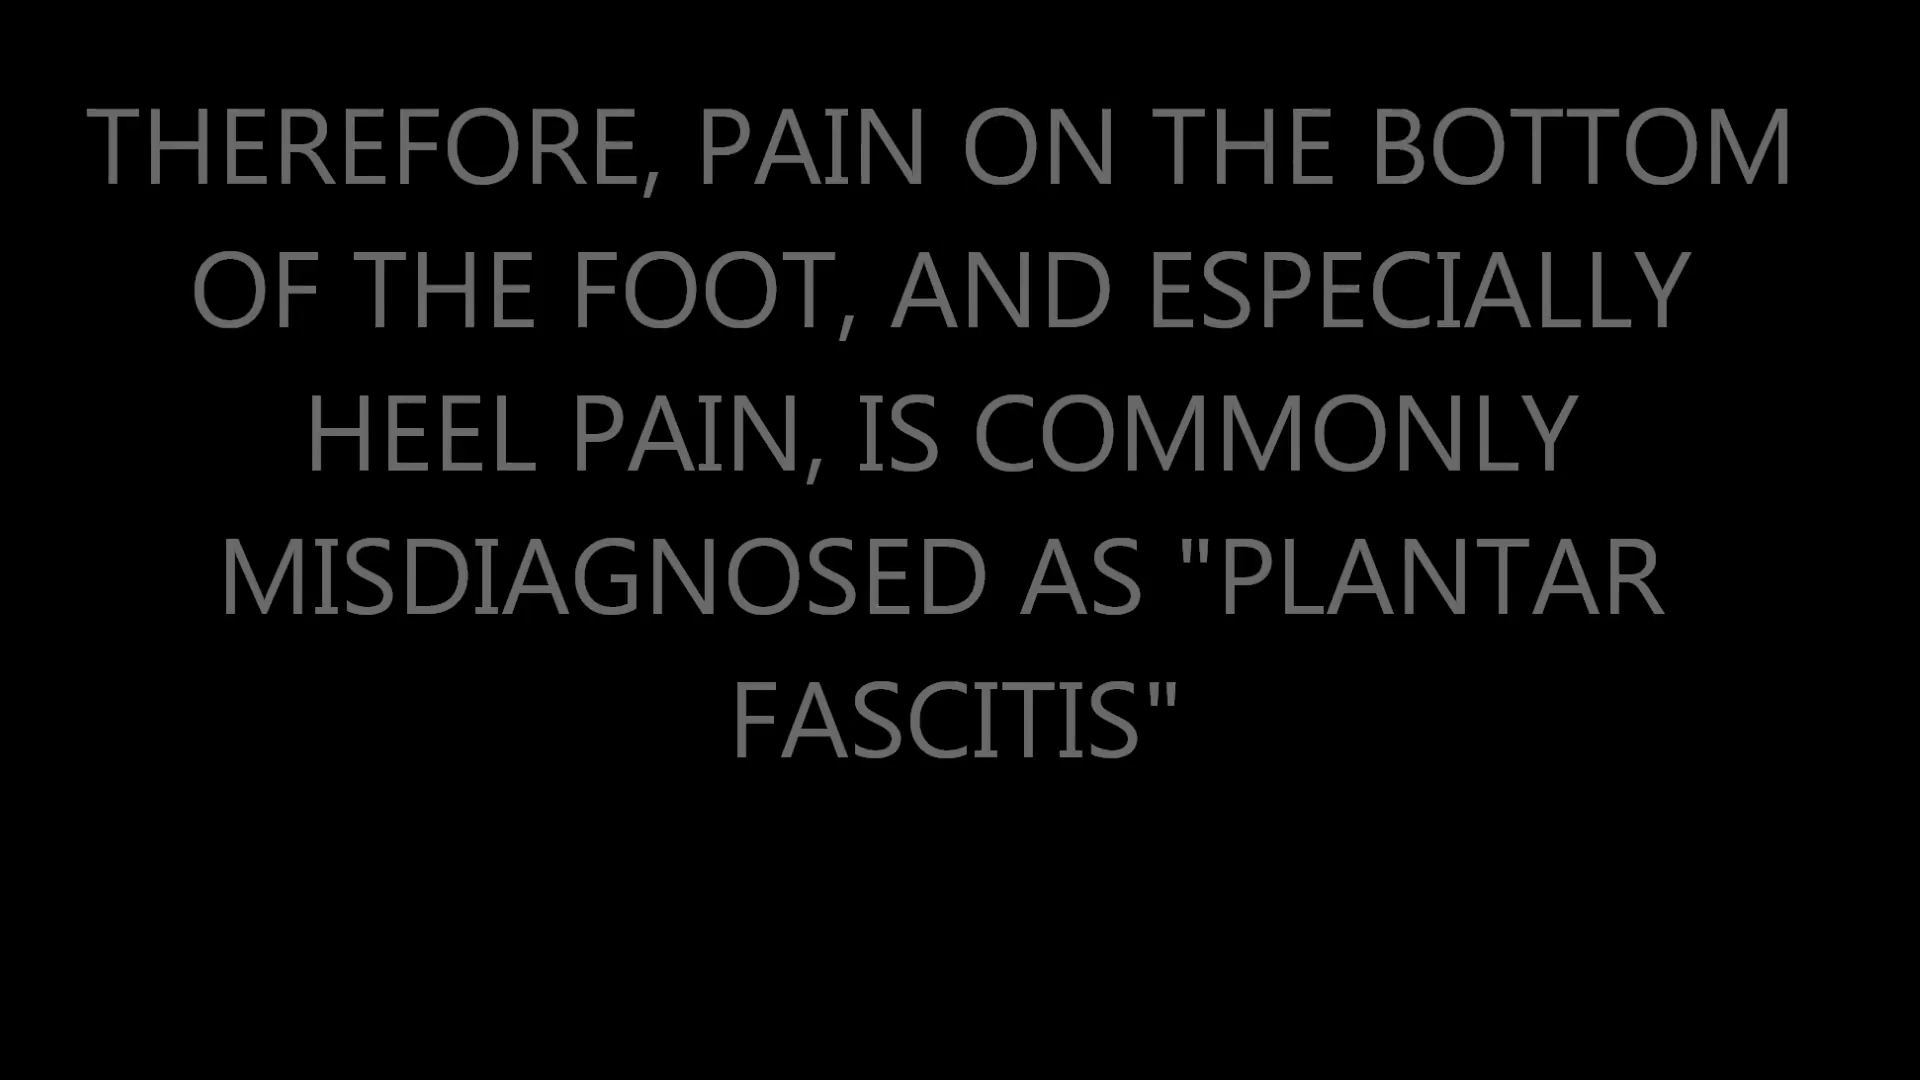 THEREFORE, PAIN ON THE BOTTOM
OF THE FOOT, AND ESPECIALLY
HEEL PAIN, IS COMMONLY
MISDIAGNOSED AS "PLANTAR
FASCITIS"